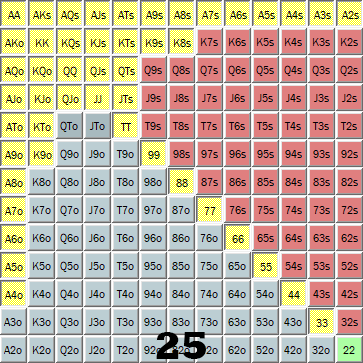 AA AKs AQs AJs ATs A9s A8s A7s A6s A5s A4s A3s A2s
AKo KK KQs KJs KTs K9s K8s K7s K6s K5s K4s K3s K2s
AQo KQo QQ QJs QTs Q9s Q8s Q7s Q6s Q5s Q4s Q3s Q2s
AJo KJo QJo JJ JTs J9s J8s J7s J6s J5s J4s J3s J2s
ATo KTo QTo JTo TT T9s T8s T7s T6s T5s T4s T3s T2s
A9o K9o Q9o J9o T9o 99 98s 97s 96s 95s 94s 93s 92s
A8o K8o Q8o J8o T8o 98o 88 87s 86s 85s 84s 83s 82s
A7o K7o Q7o J7o T7o 97o 87o 77 76s 75s 74s 73s 72s
A6o K6o Q6o J6o T6o 96o 86o 76o 66 65s 64s 63s 62s
A5o K5o Q5o J5o T5o 95o 85o 75o 65o 55 54s 53s 52s
A4o K4o Q4o J4o T4o 94o 84o 74o 64o 54o 44 43s 42s
A3o K3o Q3o J3o T3o 93o 83o 73o 63o 53o 43o 33 32s
A2o K2o Q2o J2o T2o 25 62o 52o 42o 32o 22